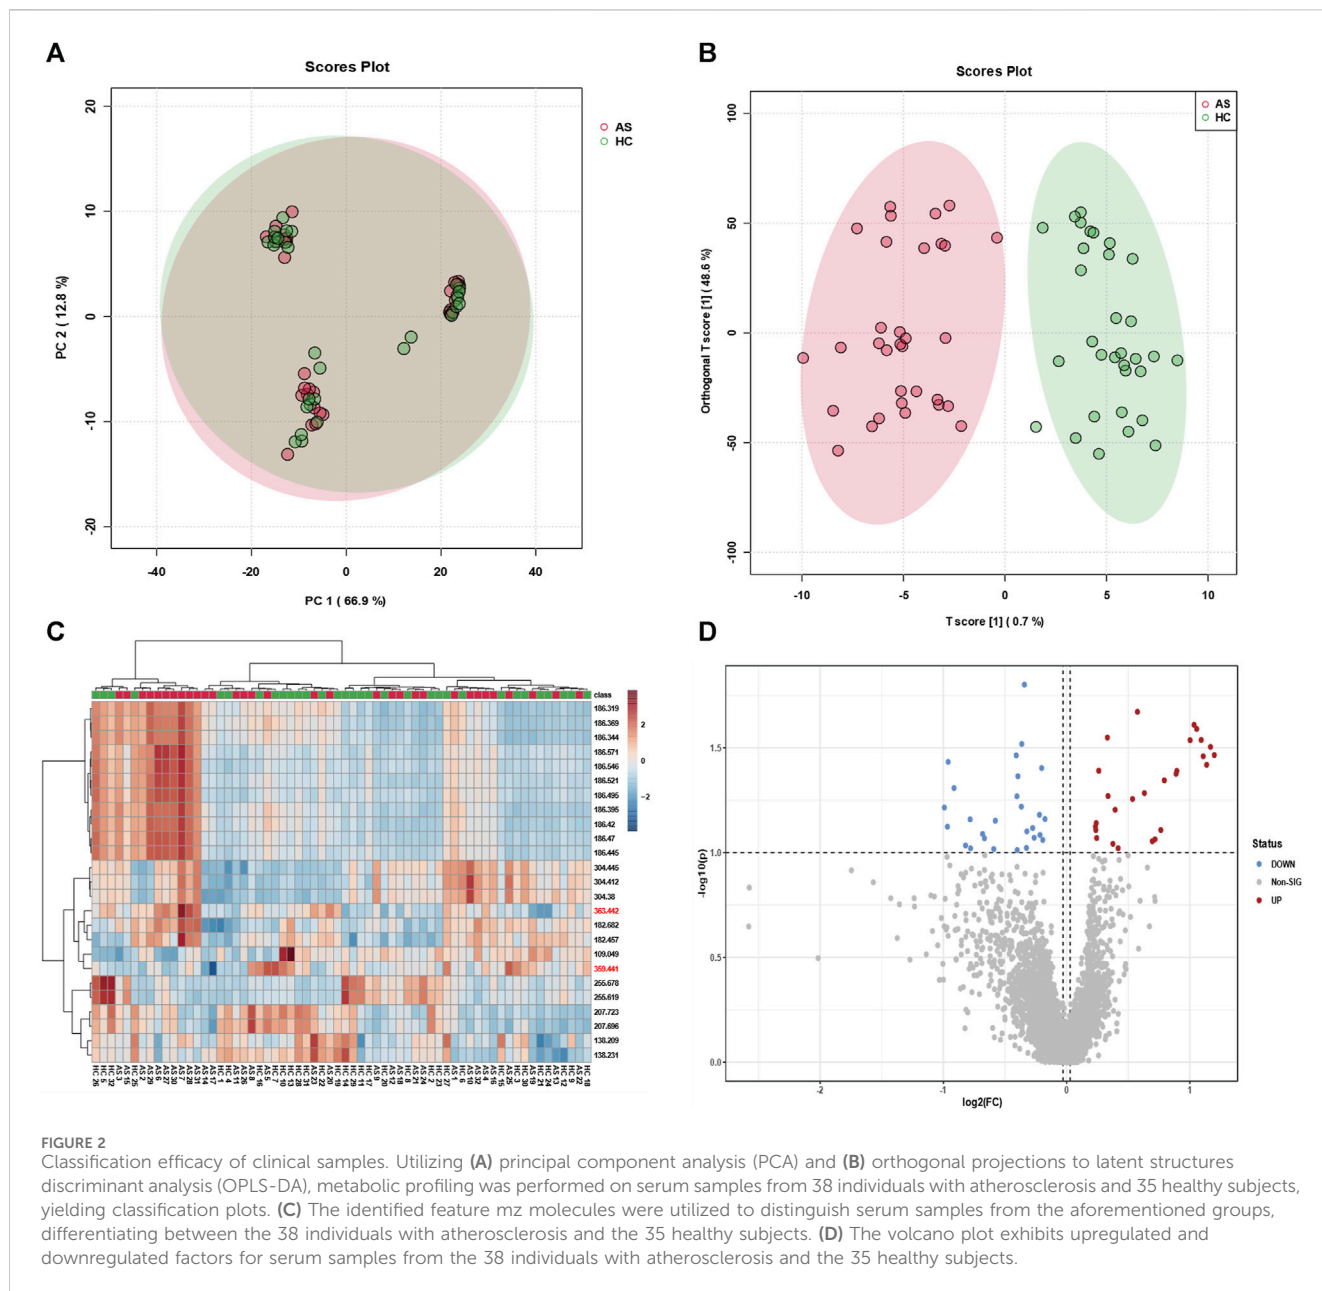 A
Scores Plot
20
10
0
-10
-20
PC 2 ( 12.8 %)
-40
-20
0
20
40
PC 1 ( 66.9 %)
AS
HC
B
Scores Plot
100
50
0
-50
-100
Orthogonal T score [1] ( 48.6 %)
-10
-5
0
5
10
T score [1] ( 0.7 %)
AS
HC
C
class
186.319
186.369
186.344
186.571
186.546
186.521
186.495
186.395
186.42
186.47
186.445
304.445
304.412
304.38
363.442
182.682
182.457
109.049
359.441
255.678
255.619
207.723
207.696
138.209
138.231
2
0
-2
D
1.5
1.0
0.5
0.0
-log10(p)
-2
-1
0
1
log2(FC)
Status
DOWN
Non-SIG
UP
FIGURE 2
Classification efficacy of clinical samples. Utilizing (A) principal component analysis (PCA) and (B) orthogonal projections to latent structures
discriminant analysis (OPLS-DA), metabolic profiling was performed on serum samples from 38 individuals with atherosclerosis and 35 healthy subjects,
yielding classification plots. (C) The identified feature mz molecules were utilized to distinguish serum samples from the aforementioned groups,
differentiating between the 38 individuals with atherosclerosis and the 35 healthy subjects. (D) The volcano plot exhibits upregulated and
downregulated factors for serum samples from the 38 individuals with atherosclerosis and the 35 healthy subjects.